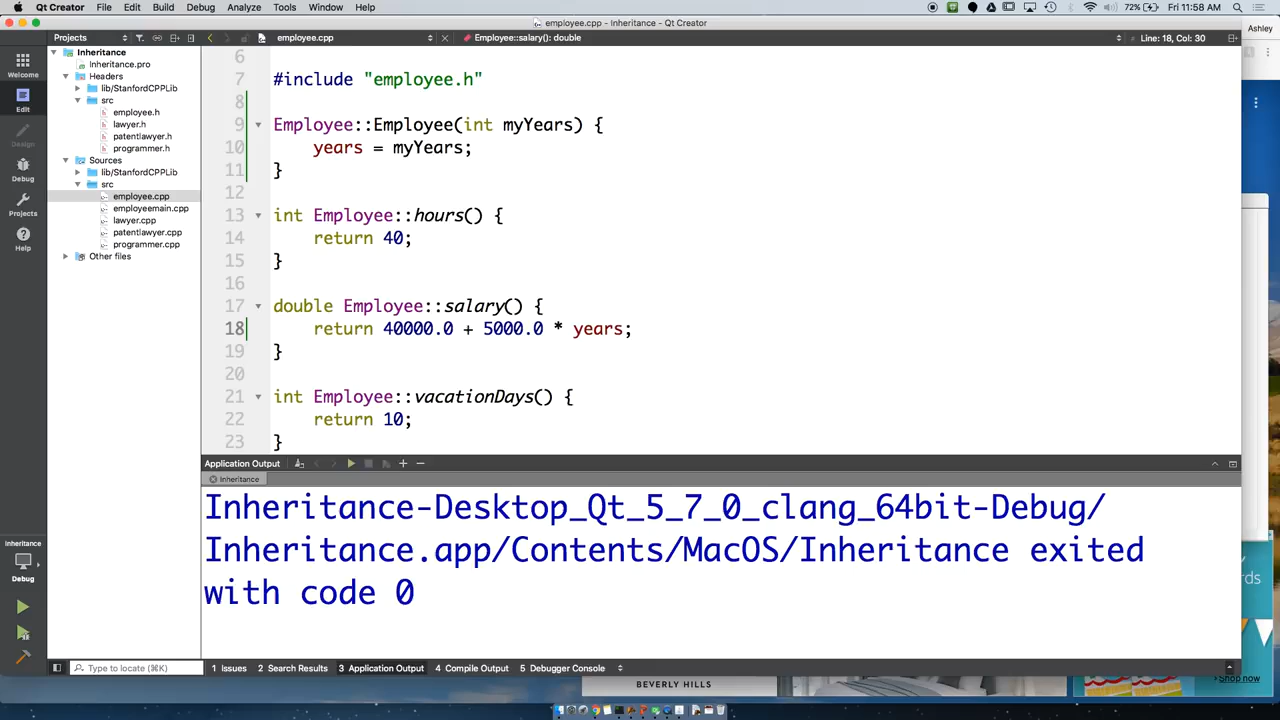 Qt Creator File Edit Build Debug Analyze Tools Window Help 72% Fri 11:58 AM
employee.cpp - Inheritance - Qt Creator
Ashley
Projects employee.cpp Employee::salary(): double Line: 18, Col: 30
Welcome
Edit
Design
Debug
Projects
Help
Inheritance
Debug
Inheritance
Inheritance.pro
Headers
lib/StanfordCPPLib
src
employee.h
lawyer.h
patentlawyer.h
programmer.h
Sources
lib/StanfordCPPLib
src
employee.cpp
employeemain.cpp
lawyer.cpp
patentlawyer.cpp
programmer.cpp
Other files
6
7 #include "employee.h"
8
9 Employee::Employee(int myYears) {
10 years = myYears;
11 }
12
13 int Employee::hours() {
14 return 40;
15 }
16
17 double Employee::salary() {
18 return 40000.0 + 5000.0 * years;
19 }
20
21 int Employee::vacationDays() {
22 return 10;
23 }
Application Output
Inheritance
Inheritance-Desktop_Qt_5_7_0_clang_64bit-Debug/
Inheritance.app/Contents/MacOS/Inheritance exited
with code 0
Type to locate (⌘K) 1 Issues 2 Search Results 3 Application Output 4 Compile Output 5 Debugger Console
rds
Shop now
BEVERLY HILLS